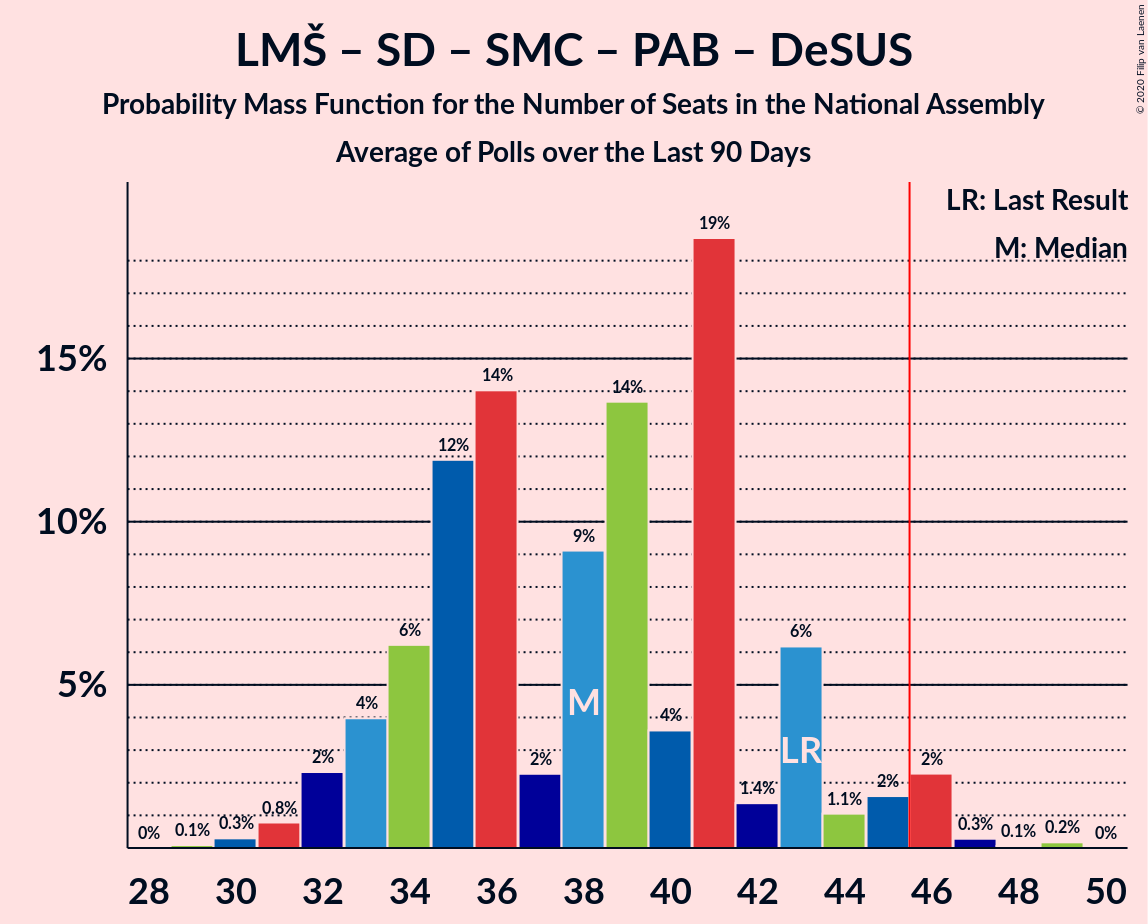 LMŠ – SD – SMC – PAB – DeSUS
Probability Mass Function for the Number of Seats in the National Assembly
Average of Polls over the Last 90 Days
© 2020 Filip van Laenen
LR: Last Result
M: Median
15%
10%
5%
0%
0.1%
0.3%
0.8%
2%
4%
6%
12%
14%
2%
9%
14%
4%
19%
1.4%
6%
1.1%
2%
2%
0.3%
0.1%
0.2%
0%
M
LR
28 30 32 34 36 38 40 42 44 46 48 50